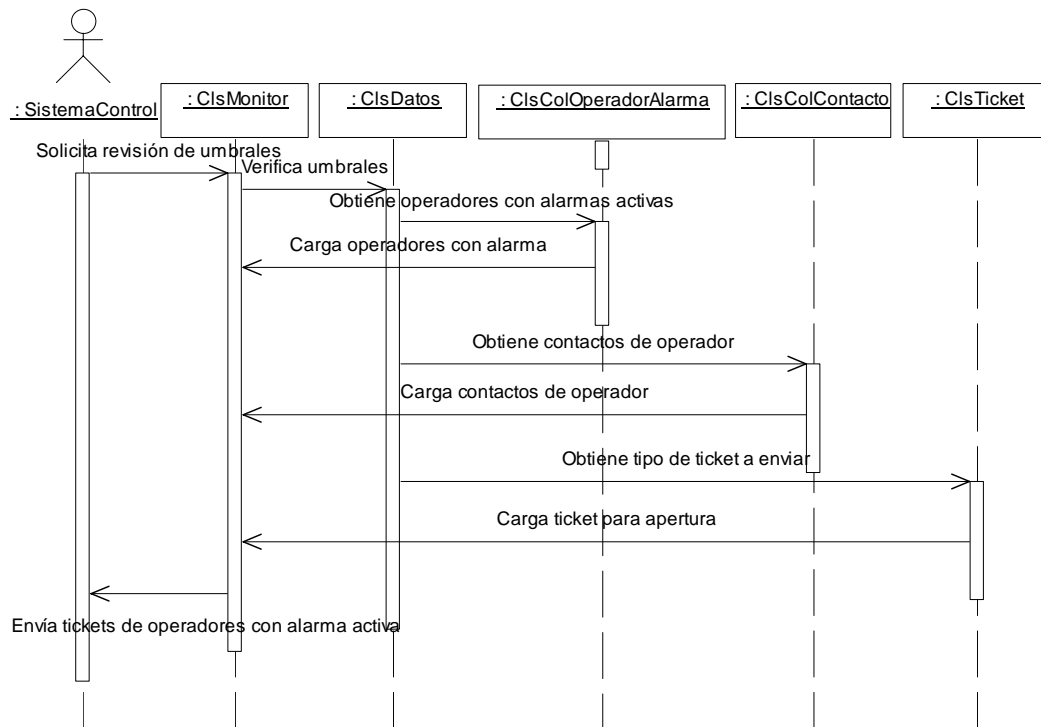 : SistemaControl
: ClsMonitor
: ClsDatos
: ClsColOperadorAlarma
: ClsColContacto
: ClsTicket
Solicita revisión de umbrales
Verifica umbrales
Obtiene operadores con alarmas activas
Carga operadores con alarma
Obtiene contactos de operador
Carga contactos de operador
Obtiene tipo de ticket a enviar
Carga ticket para apertura
Envía tickets de operadores con alarma activa